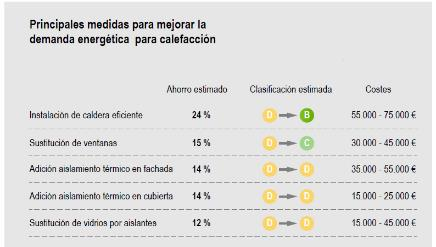 Principales medidas para mejorar la
demanda energética para calefacción
Ahorro estimado Clasificación estimada Costes
Instalación de caldera eficiente 24 % D B 55 000 - 75 000 €
Sustitución de ventanas 15 % D C 30 000 - 45 000 €
Adición aislamiento térmico en fachada 14 % D D 35 000 - 55 000 €
Adición aislamiento térmico en cubierta 14 % D D 15 000 - 25 000 €
Sustitución de vidrios por aislantes 12 % D D 15 000 - 45 000 €